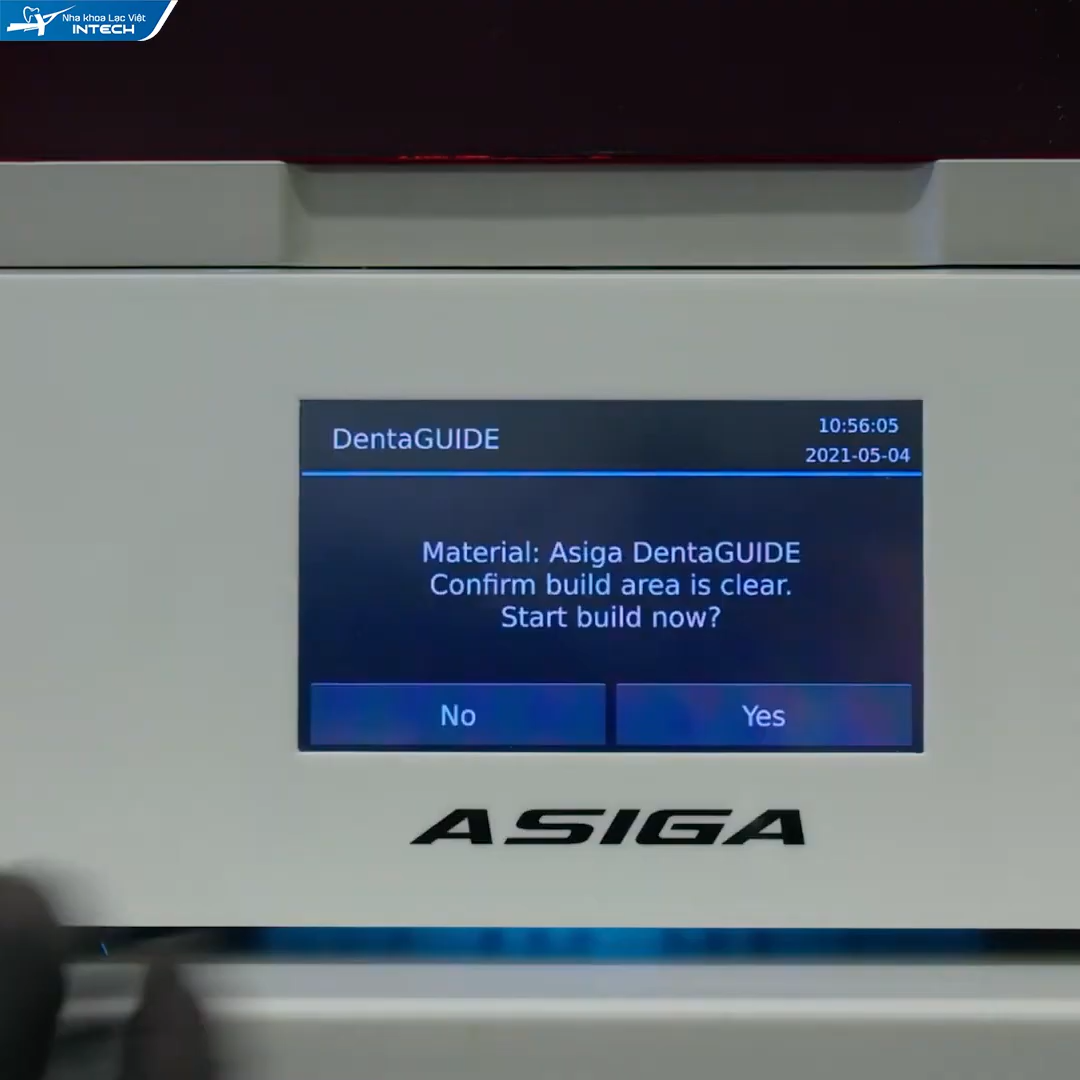 Nha khoa Lạc Việt
INTECH
DentaGUIDE
10:56:05
2021-05-04
Material: Asiga DentaGUIDE
Confirm build area is clear.
Start build now?
No
Yes
ASIGA